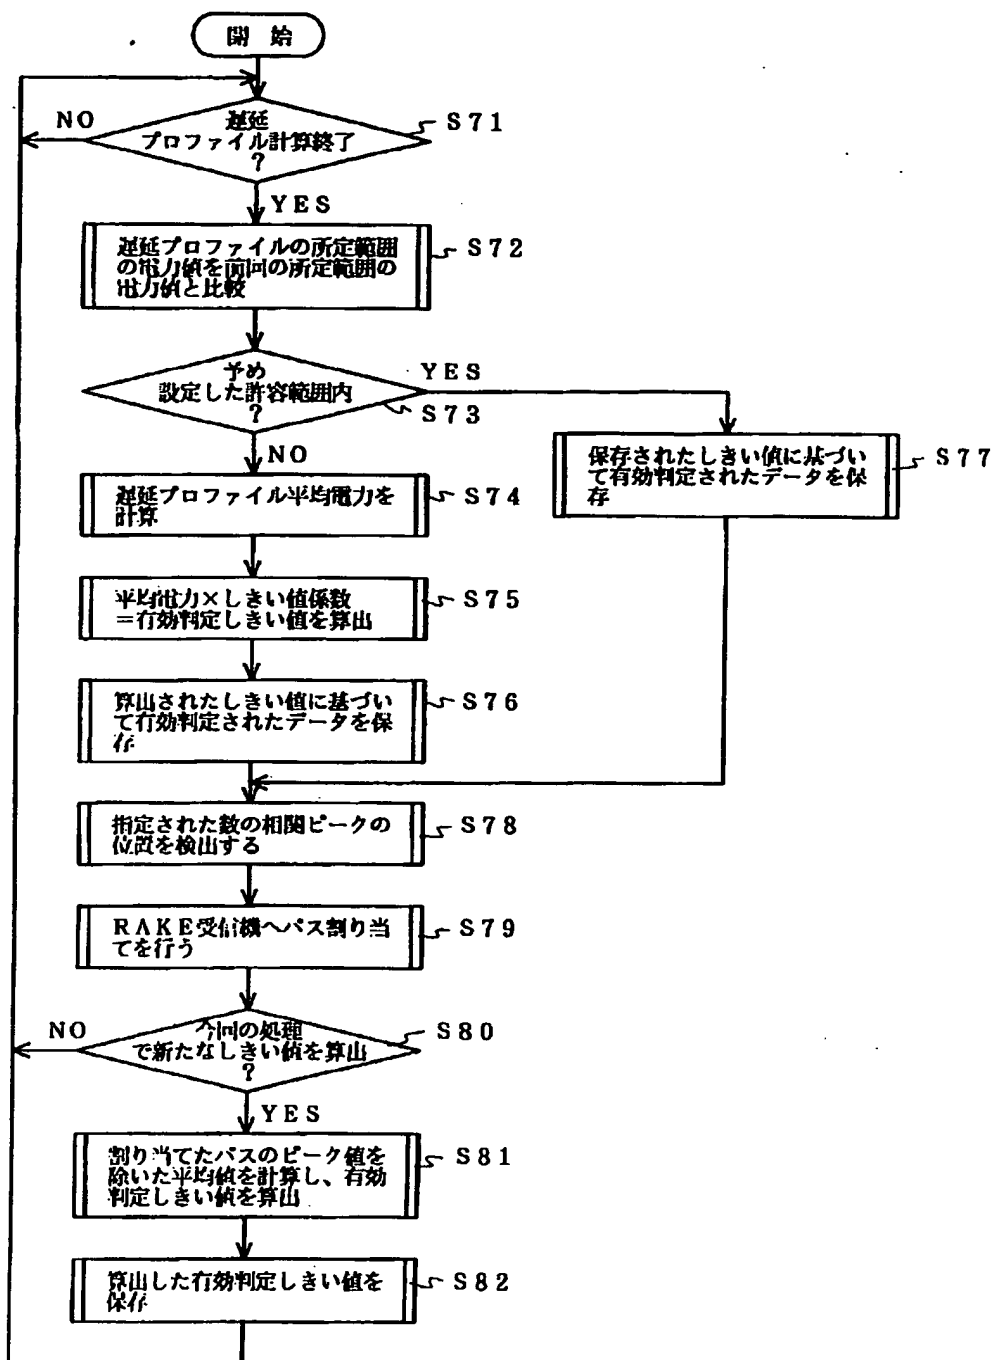 開 始
NO
遅延
プロファイル計算終了
?
S71
YES
遅延プロファイルの所定範囲
の電力値を前回の所定範囲の
電力値と比較
S72
予め
設定した許容範囲内
?
YES
S73
NO
保存されたしきい値に基づい
て有効判定されたデータを保
存
S77
遅延プロファイル平均電力を
計算
S74
平均電力×しきい値係数
=有効判定しきい値を算出
S75
算出されたしきい値に基づい
て有効判定されたデータを保
存
S76
指定された数の相関ピークの
位置を検出する
S78
RAKE受信機へパス割り当
てを行う
S79
NO
今回の処理
で新たなしきい値を算出
?
S80
YES
割り当てたパスのピーク値を
除いた平均値を計算し、有効
判定しきい値を算出
S81
算出した有効判定しきい値を
保存
S82